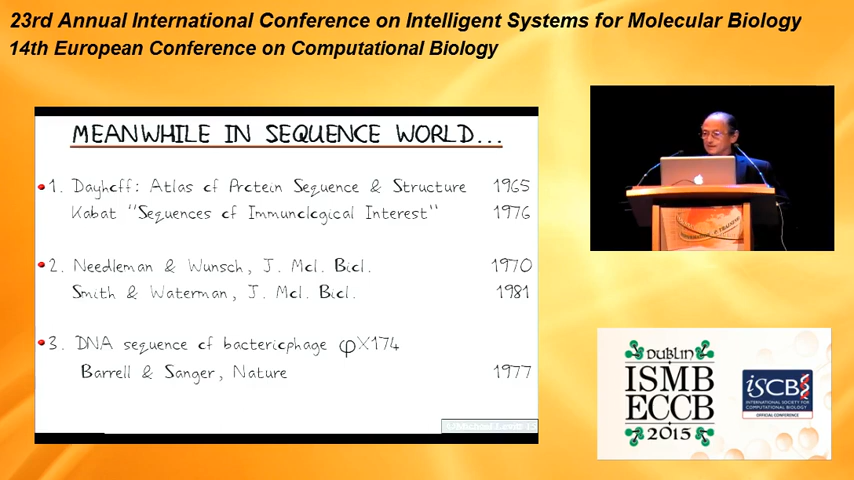 23rd Annual International Conference on Intelligent Systems for Molecular Biology
14th European Conference on Computational Biology
MEANWHILE IN SEQUENCE WORLD...
1. Dayhoff: Atlas of Protein Sequence & Structure 1965
Kabat "Sequences of Immunological Interest" 1976
2. Needleman & Wunsch, J. Mol. Biol. 1970
Smith & Waterman, J. Mol. Biol. 1981
3. DNA sequence of bacteriophage φX174
Barrell & Sanger, Nature 1977
©Michael Levitt 15
DUBLIN
ISMB
ECCB
2015
ISCB
INTERNATIONAL SOCIETY FOR
COMPUTATIONAL BIOLOGY
OFFICIAL CONFERENCE